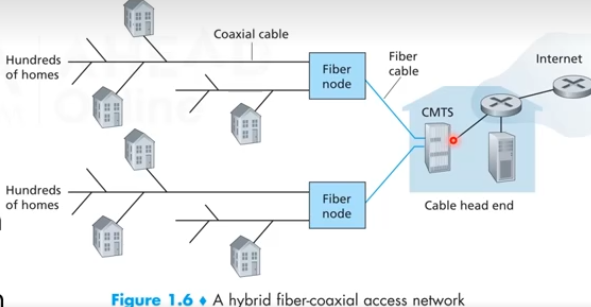 Coaxial cable
Hundreds
of homes
Fiber
node
Fiber
cable
Internet
CMTS
Hundreds
of homes
Fiber
node
Cable head end
Figure 1.6 ♦ A hybrid fiber-coaxial access network